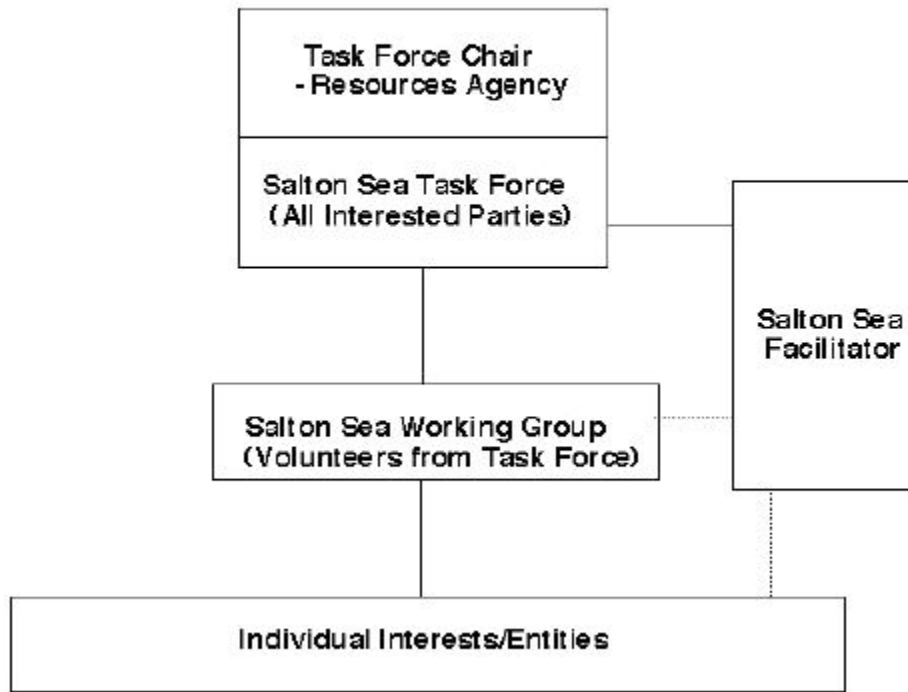 Task Force Chair
- Resources Agency
Salton Sea Task Force
(All Interested Parties)
Salton Sea
Facilitator
Salton Sea Working Group
(Volunteers from Task Force)
Individual Interests/Entities